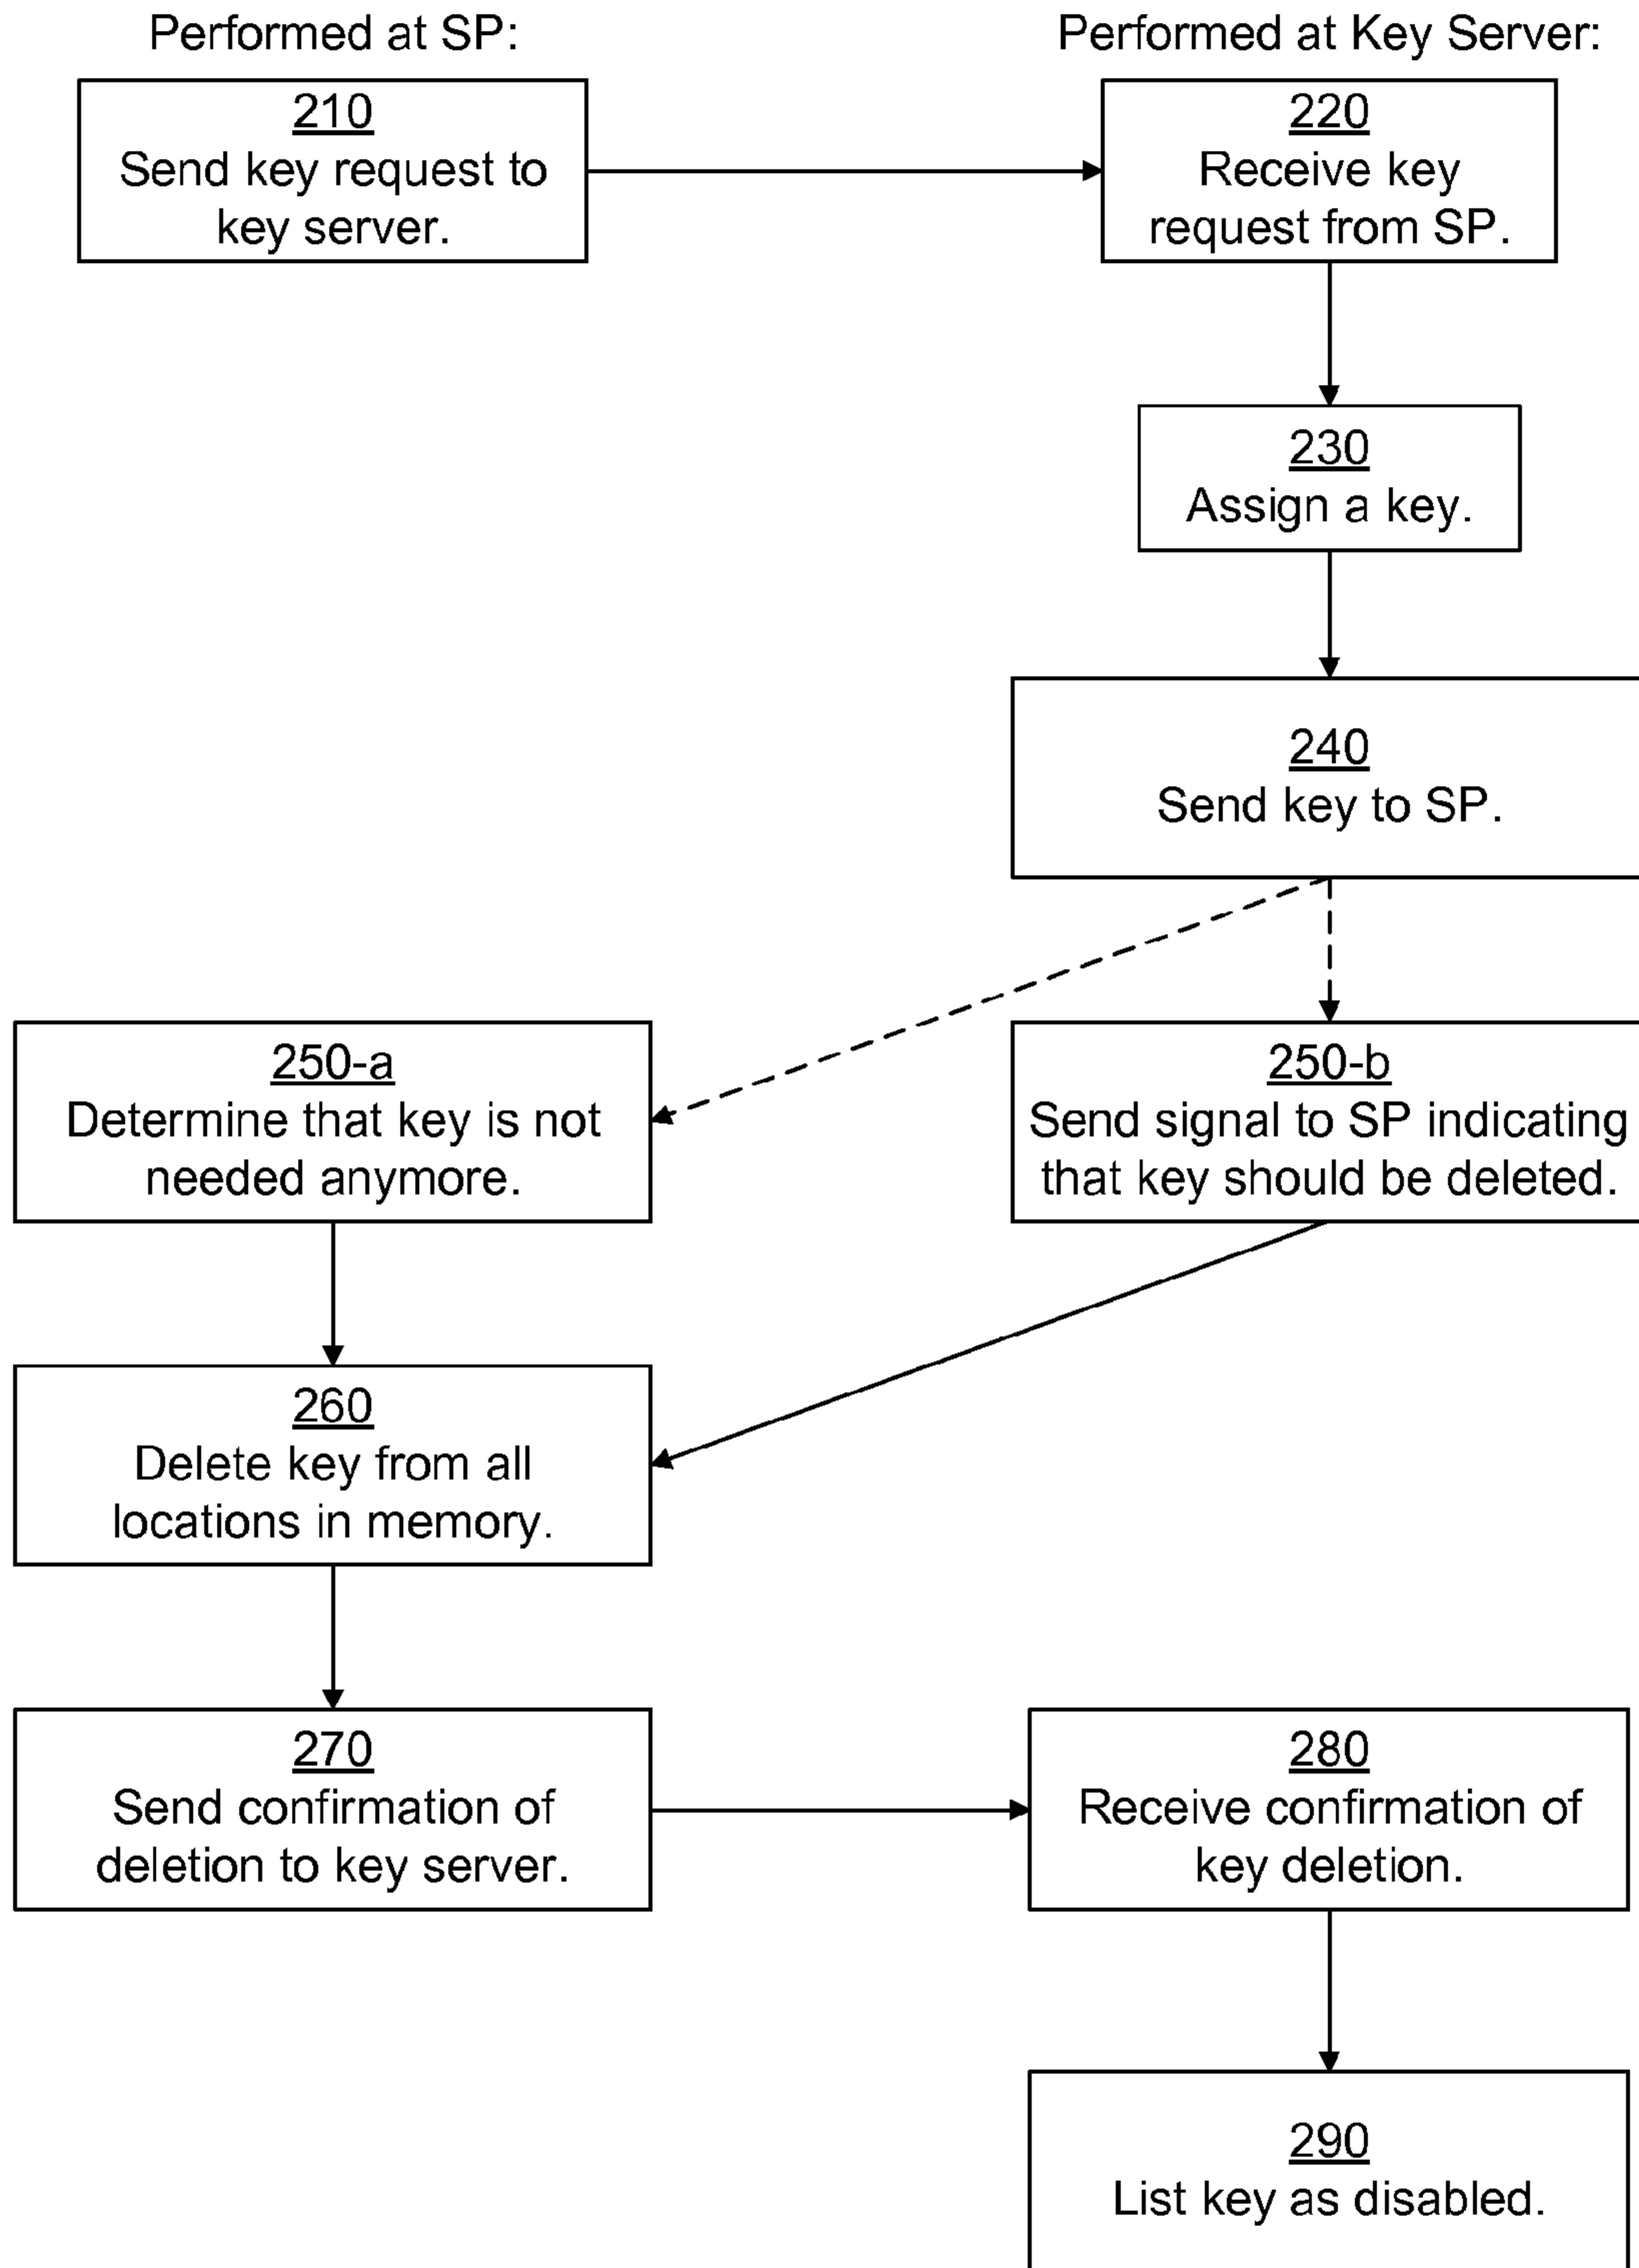 Performed at SP:
Performed at Key Server:
210
Send key request to
key server.
220
Receive key
request from SP.
230
Assign a key.
240
Send key to SP.
250-a
Determine that key is not
needed anymore.
250-b
Send signal to SP indicating
that key should be deleted.
260
Delete key from all
locations in memory.
270
Send confirmation of
deletion to key server.
280
Receive confirmation of
key deletion.
290
List key as disabled.